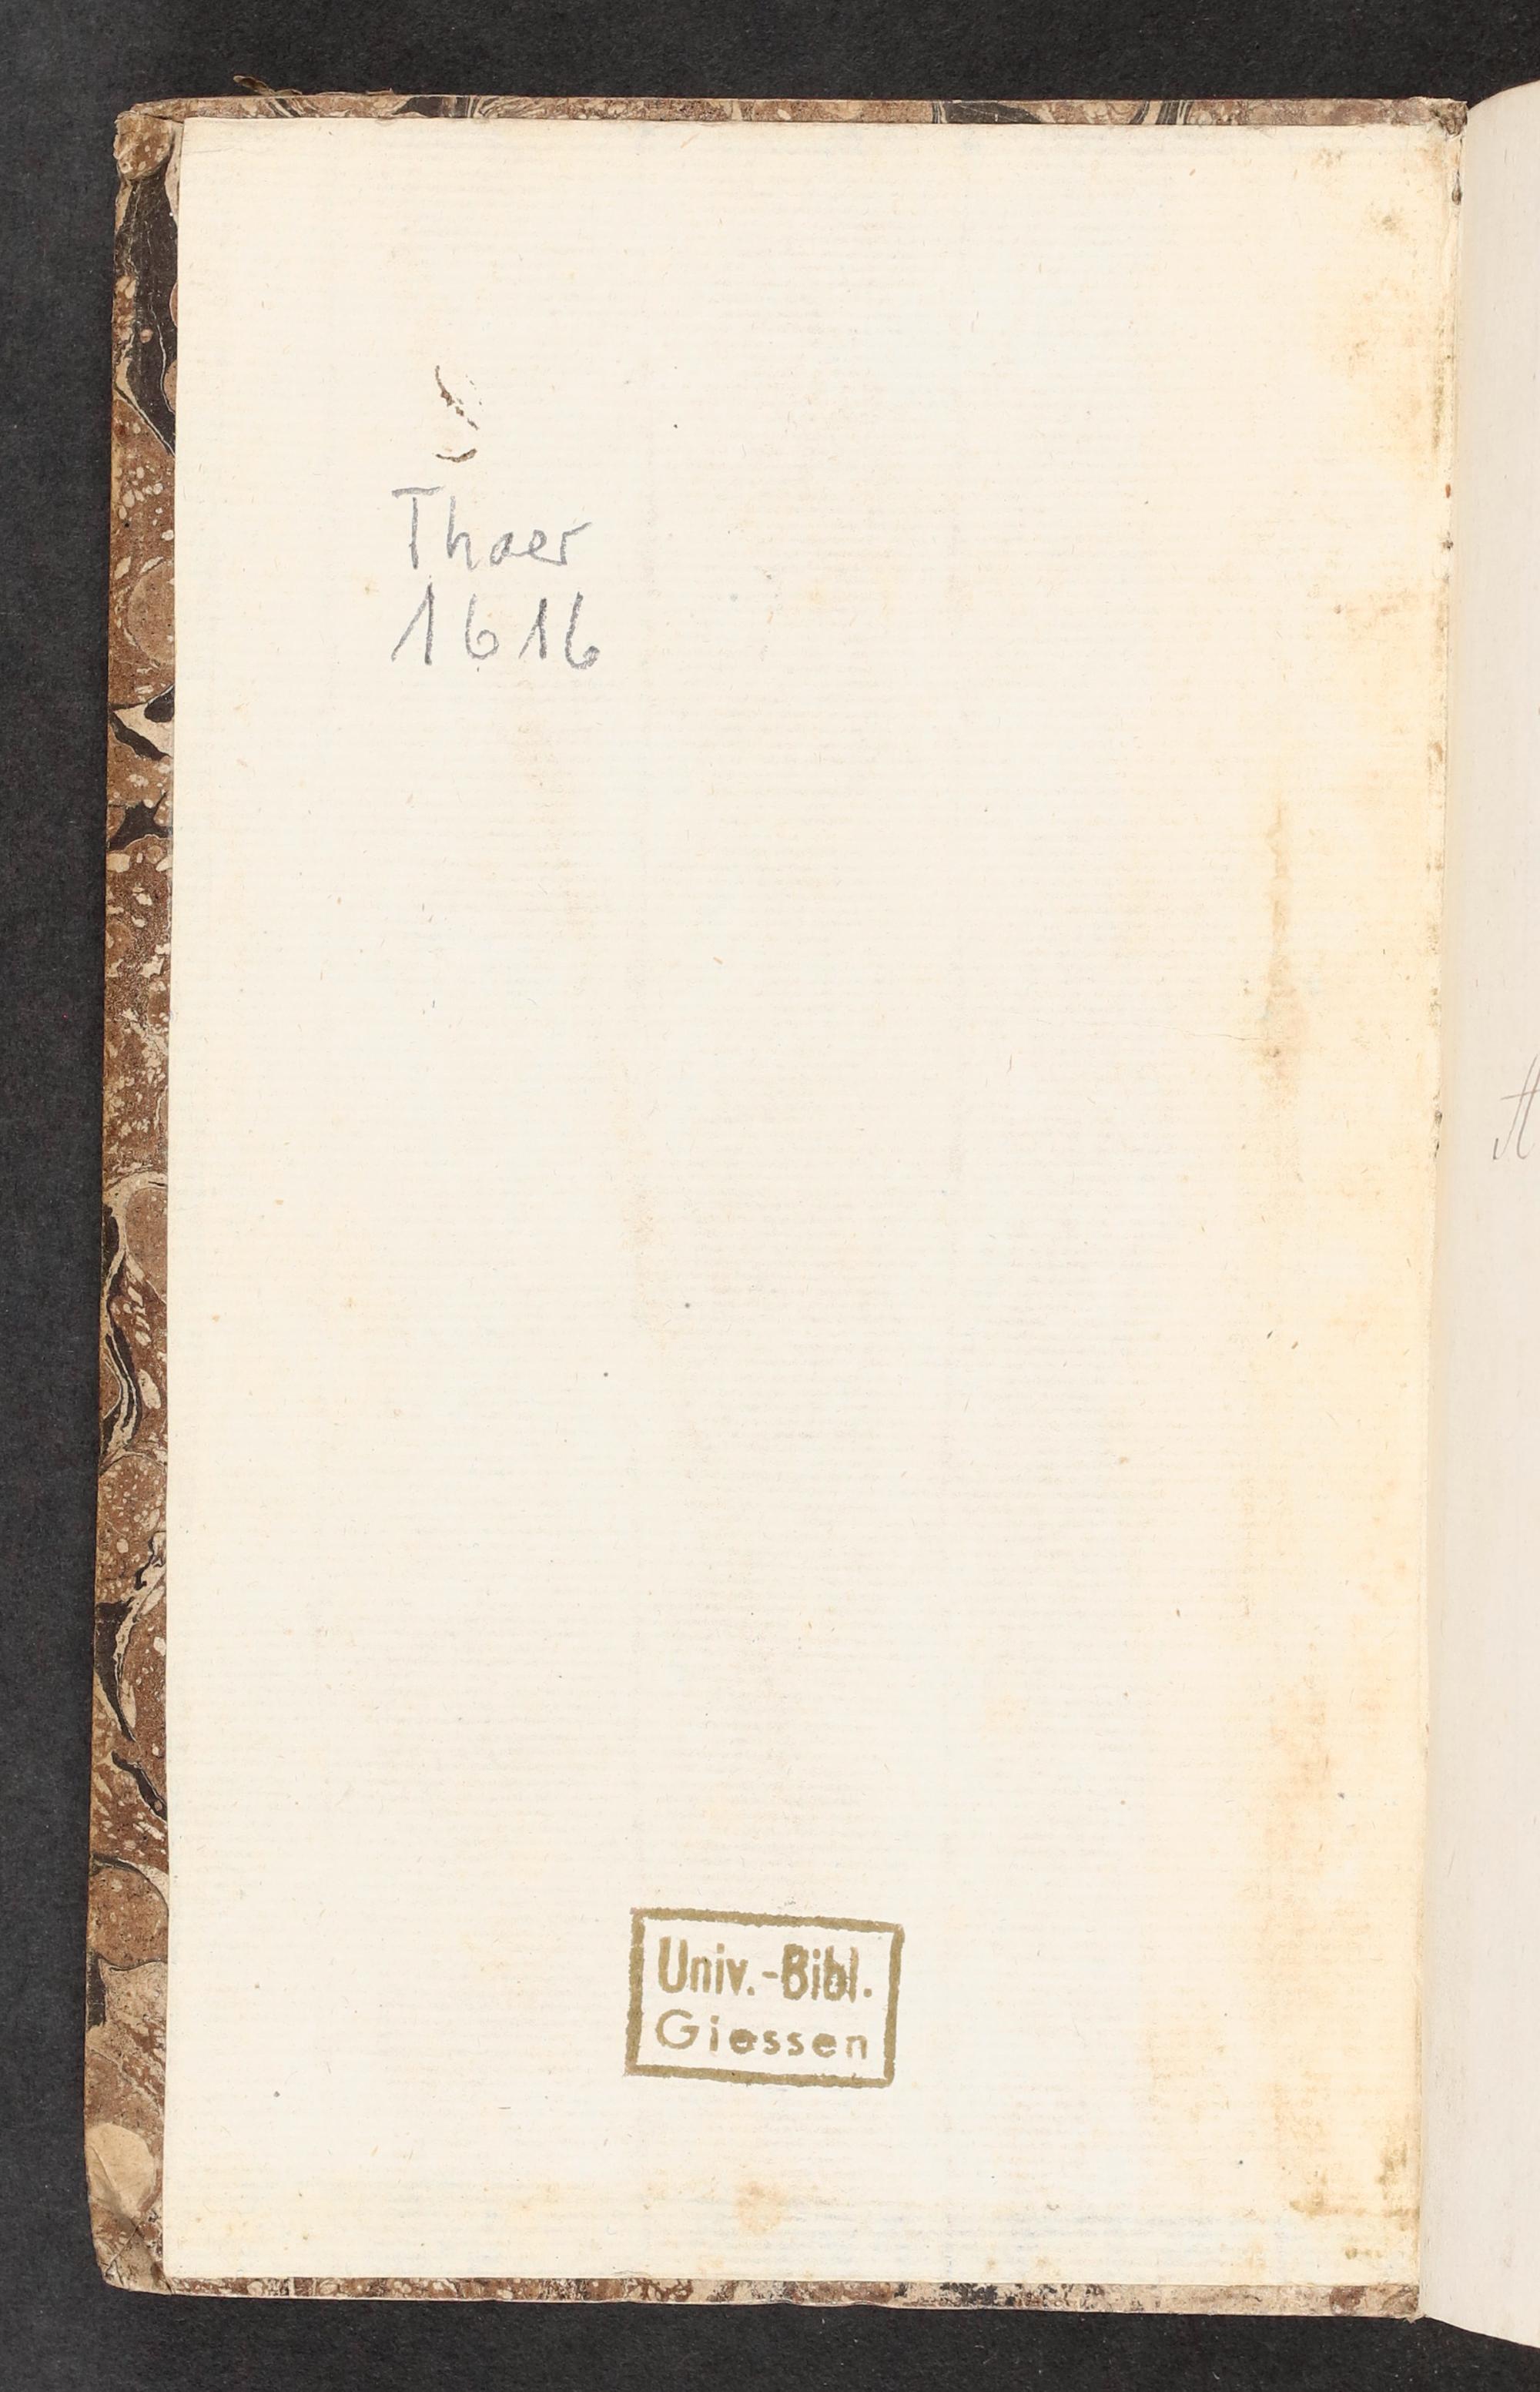 Thaer
1616
Univ.-Bibl.
Giessen